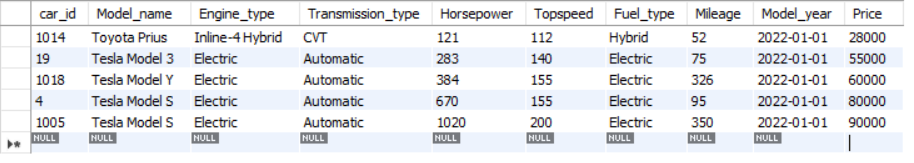 car_id Model_name Engine_type Transmission_type Horsepower Topspeed Fuel_type Mileage Model_year Price
1014 Toyota Prius Inline-4 Hybrid CVT 121 112 Hybrid 52 2022-01-01 28000
19 Tesla Model 3 Electric Automatic 283 140 Electric 75 2022-01-01 55000
1018 Tesla Model Y Electric Automatic 384 155 Electric 326 2022-01-01 60000
4 Tesla Model S Electric Automatic 670 155 Electric 95 2022-01-01 80000
1005 Tesla Model S Electric Automatic 1020 200 Electric 350 2022-01-01 90000
NULL NULL NULL NULL NULL NULL NULL NULL NULL